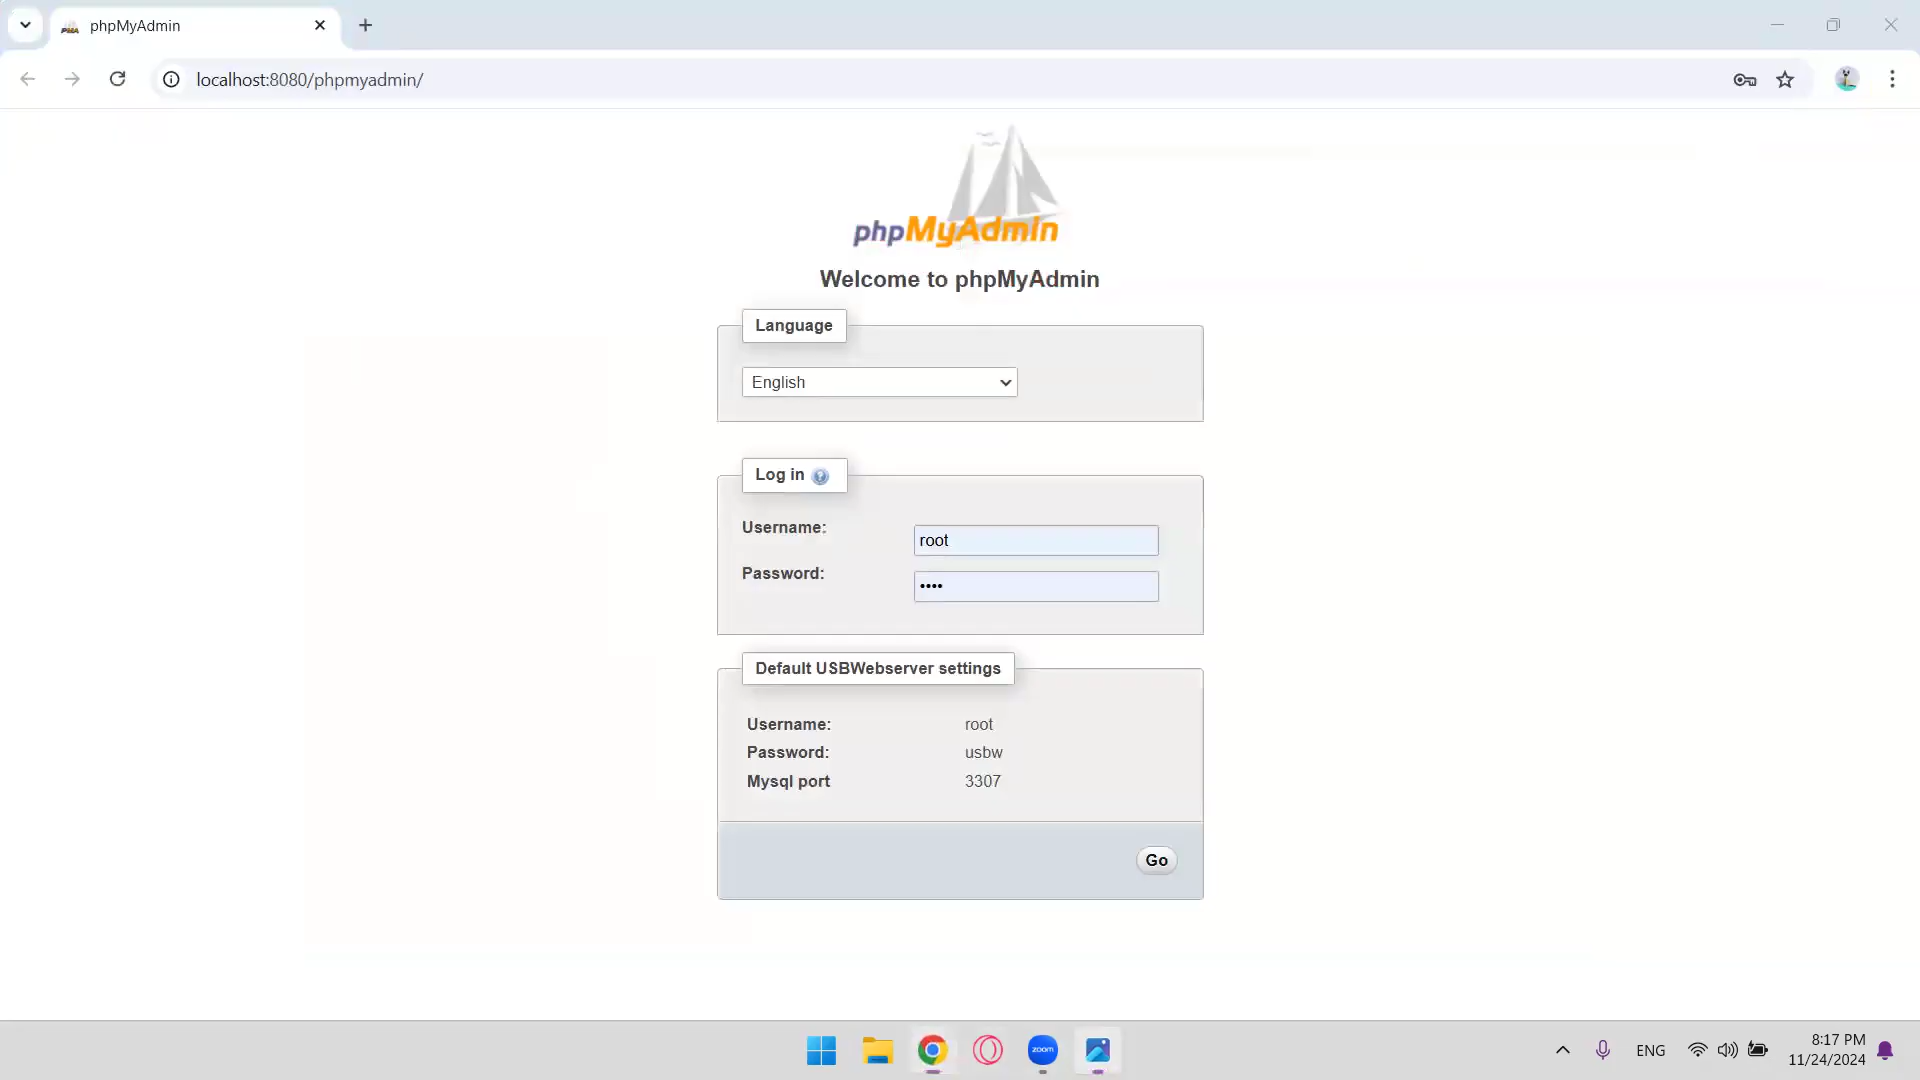 phpMyAdmin
localhost:8080/phpmyadmin/
phpMyAdmin
Welcome to phpMyAdmin
Language
English
Log in
Username:
root
Password:
••••
Default USBWebserver settings
Username: root
Password: usbw
Mysql port 3307
Go
zoom
ENG
8:17 PM
11/24/2024